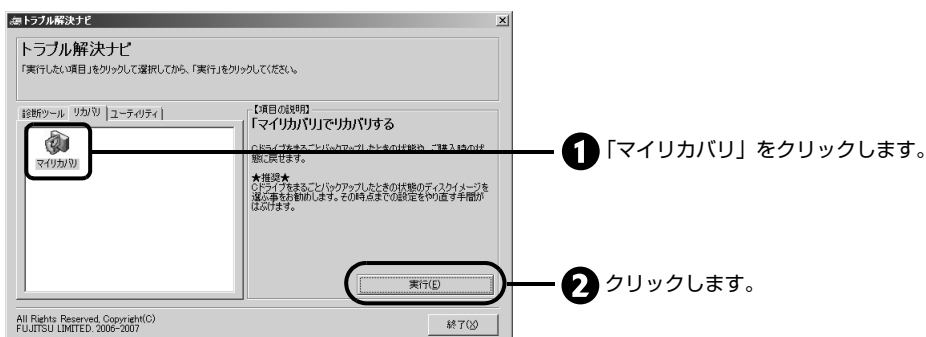 トラブル解決ナビ
トラブル解決ナビ
「実行したい項目」をクリックして選択してから、「実行」をクリックしてください。
診断ツール リカバリ ユーティリティ
マイリカバリ
【項目の説明】
「マイリカバリ」でリカバリする
Cドライブをまるごとバックアップしたときの状態や、ご購入時の状
態に戻せます。
★推奨★
Cドライブをまるごとバックアップしたときの状態のディスクイメージを
選ぶ事をお勧めします。その時点までの設定をやり直す手間が
はぶけます。
実行(E)
All Rights Reserved, Copyright(C)
FUJITSU LIMITED. 2006-2007
終了(X)
1 「マイリカバリ」をクリックします。
2 クリックします。